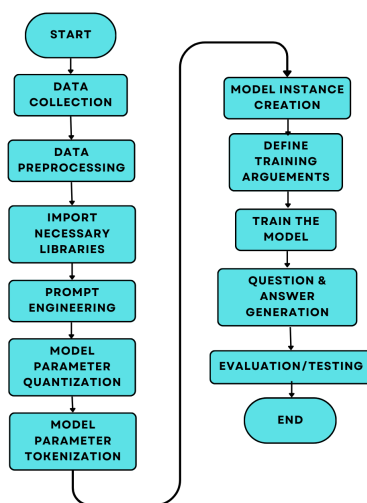 START
DATA
COLLECTION
DATA
PREPROCESSING
IMPORT
NECESSARY
LIBRARIES
PROMPT
ENGINEERING
MODEL
PARAMETER
QUANTIZATION
MODEL
PARAMETER
TOKENIZATION
MODEL INSTANCE
CREATION
DEFINE
TRAINING
ARGUEMENTS
TRAIN THE
MODEL
QUESTION &
ANSWER
GENERATION
EVALUATION/TESTING
END